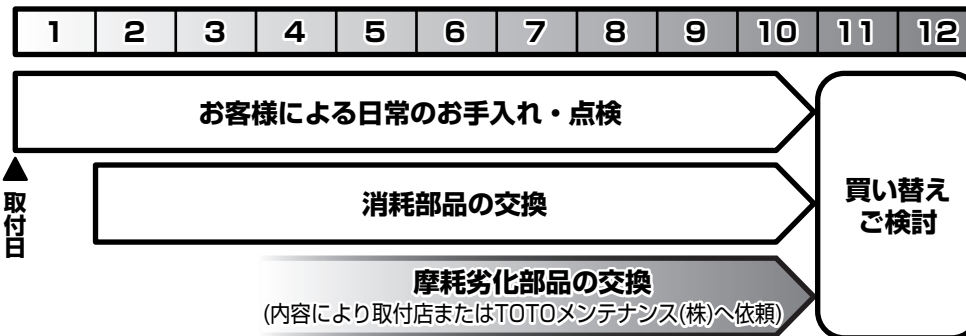 1 2 3 4 5 6 7 8 9 10 11 12
お客様による日常のお手入れ・点検
取付日
消耗部品の交換
買い替え
ご検討
摩耗劣化部品の交換
(内容により取付店またはTOTOメンテナンス(株)へ依頼)